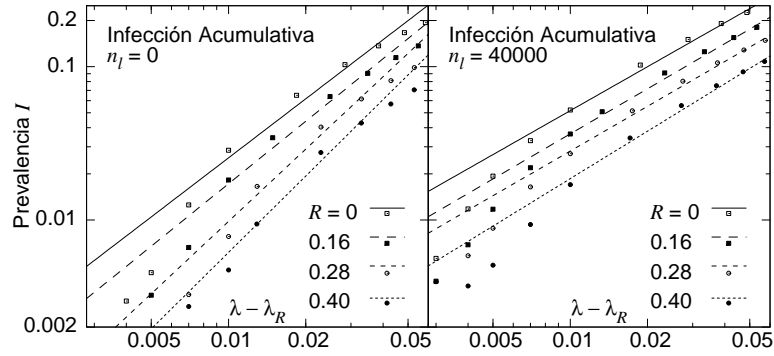 Prevalencia I
0.2
0.1
0.01
0.002
Infección Acumulativa
n_l = 0
R = 0
0.16
0.28
0.40
λ − λ_R
0.005
0.01
0.02
0.05
Infección Acumulativa
n_l = 40000
R = 0
0.16
0.28
0.40
λ − λ_R
0.005
0.01
0.02
0.05